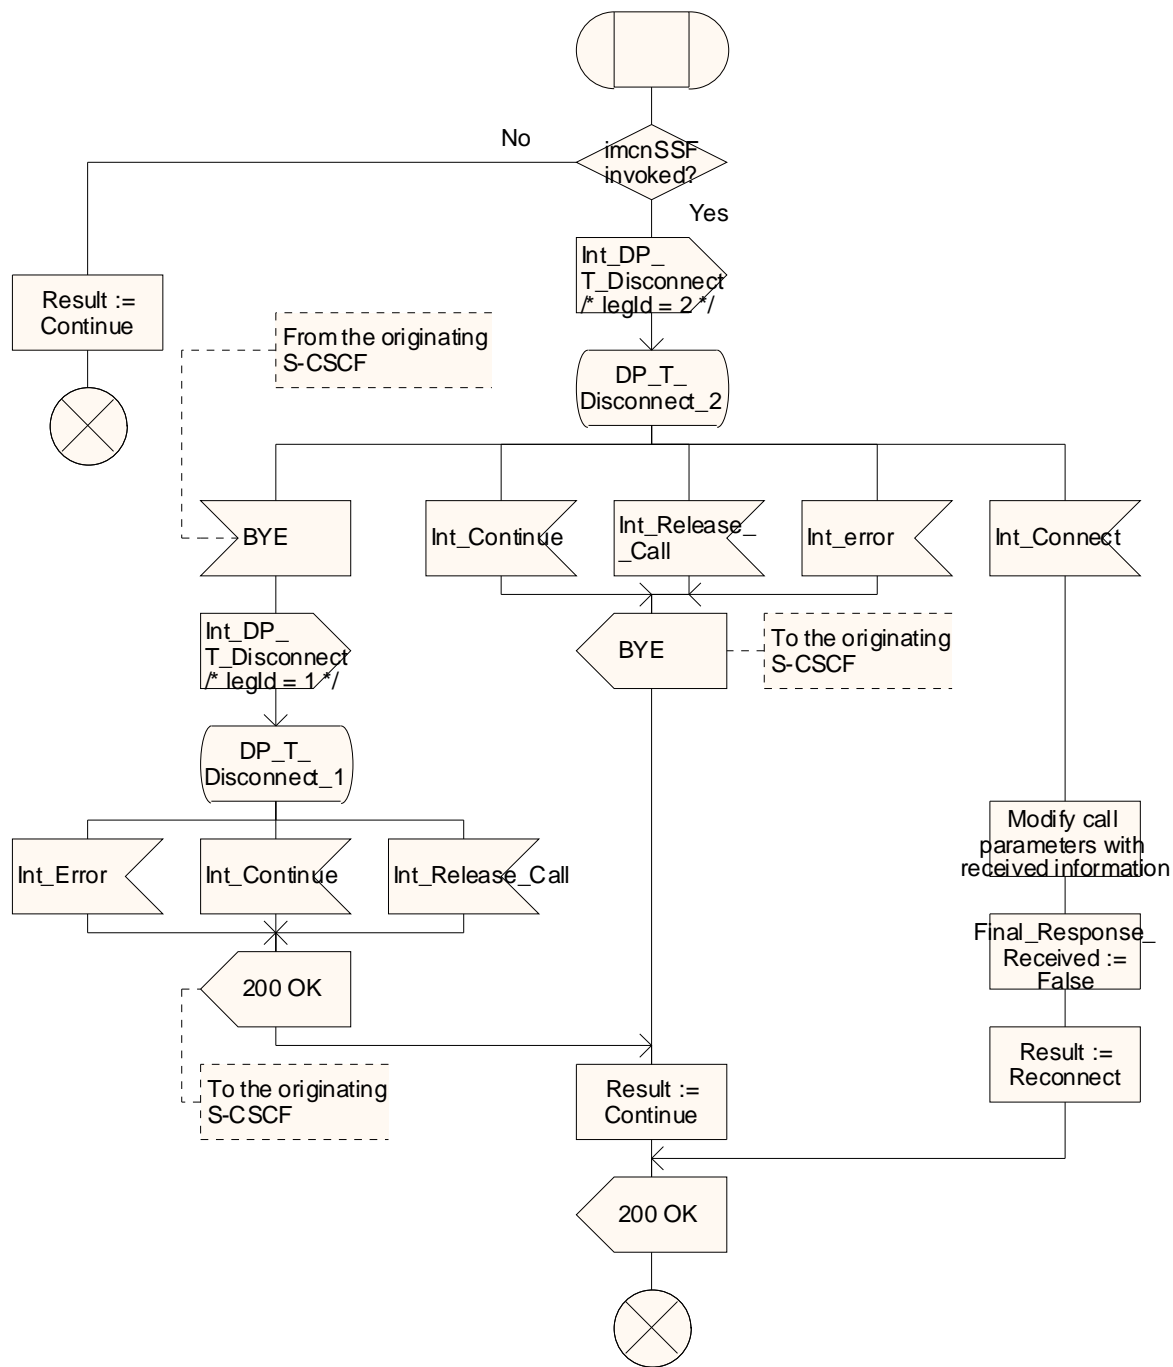 No
imcnSSF
invoked?
Yes
Int_DP_
T_Disconnect
/* legId = 2 */
Result :=
Continue
From the originating
S-CSCF
DP_T_
Disconnect_2
BYE
Int_Continue
Int_Release_
_Call
Int_error
Int_Connect
Int_DP_
T_Disconnect
/* legId = 1 */
BYE
To the originating
S-CSCF
DP_T_
Disconnect_1
Int_Error
Int_Continue
Int_Release_Call
Modify call
parameters with
received information
200 OK
Final_Response_
Received :=
False
To the originating
S-CSCF
Result :=
Continue
Result :=
Reconnect
200 OK